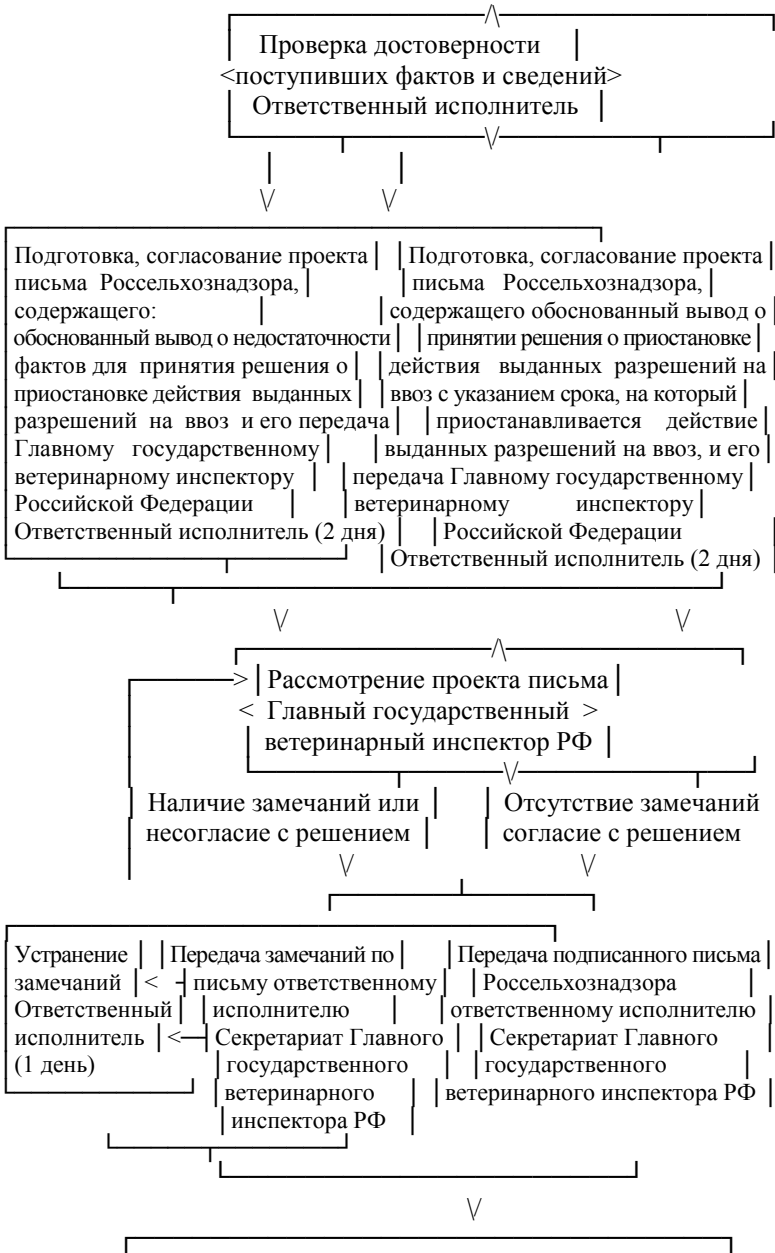 Проверка достоверности
<поступивших фактов и сведений>
Ответственный исполнитель
Подготовка, согласование проекта
письма Россельхознадзора,
содержащего:
обоснованный вывод о недостаточности
фактов для принятия решения о
приостановке действия выданных
разрешений на ввоз и его передача
Главному государственному
ветеринарному инспектору
Российской Федерации
Ответственный исполнитель (2 дня)
Подготовка, согласование проекта
письма Россельхознадзора,
содержащего обоснованный вывод о
принятии решения о приостановке
действия выданных разрешений на
ввоз с указанием срока, на который
приостанавливается действие
выданных разрешений на ввоз, и его
передача Главному государственному
ветеринарному инспектору
Российской Федерации
Ответственный исполнитель (2 дня)
Рассмотрение проекта письма
< Главный государственный >
ветеринарный инспектор РФ
Наличие замечаний или
несогласие с решением
Отсутствие замечаний
согласие с решением
Устранение
замечаний
Ответственный
исполнитель
(1 день)
Передача замечаний по
письму ответственному
исполнителю
Секретариат Главного
государственного
ветеринарного
инспектора РФ
Передача подписанного письма
Россельхознадзора
ответственному исполнителю
Секретариат Главного
государственного
ветеринарного инспектора РФ